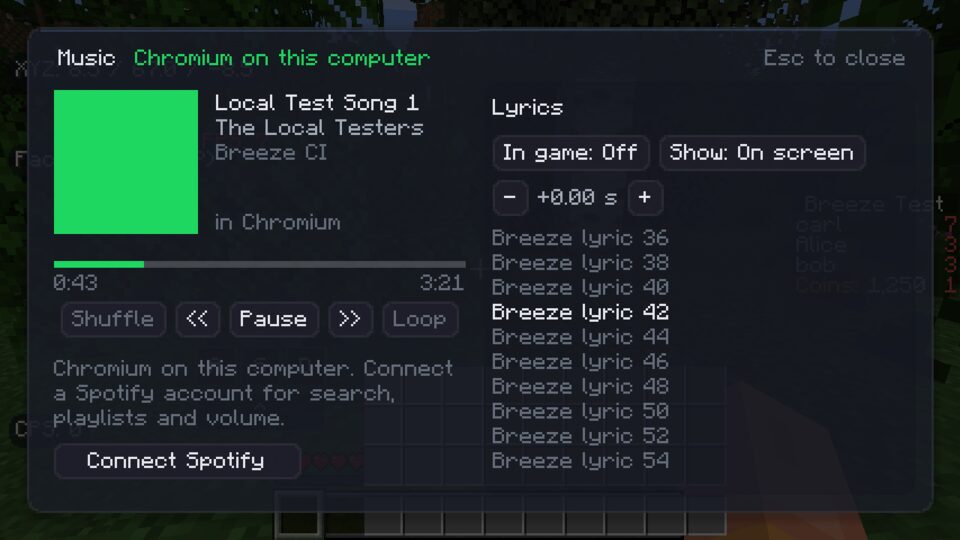 Music Chromium on this computer
Esc to close
Local Test Song 1
The Local Testers
Breeze CI
in Chromium
0:43
3:21
Shuffle
<<
Pause
>>
Loop
Chromium on this computer. Connect
a Spotify account for search,
playlists and volume.
Connect Spotify
Lyrics
In game: Off
Show: On screen
- +0.00 s +
Breeze lyric 36
Breeze lyric 38
Breeze lyric 40
Breeze lyric 42
Breeze lyric 44
Breeze lyric 46
Breeze lyric 48
Breeze lyric 50
Breeze lyric 52
Breeze lyric 54
Breeze Test
carl 7
Alice 3
bob 3
Coins: 1,250 1